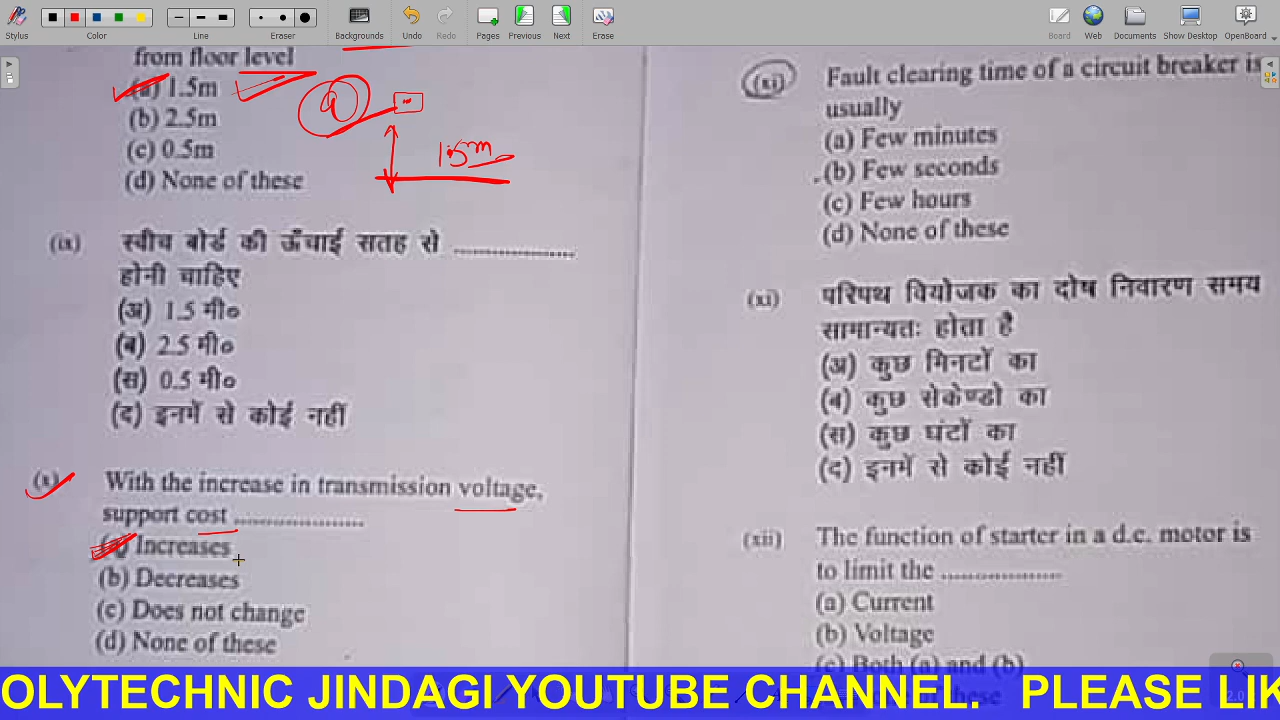 Stylus
Color
Line
Eraser
Backgrounds
Undo
Redo
Pages
Previous
Next
Erase
Board
Web
Documents
Show Desktop
OpenBoard
from floor level
(a) 1.5m
(b) 2.5m
(c) 0.5m
(d) None of these
a
1.5m
(ix) स्वीच बोर्ड की ऊँचाई सतह से ..............
होनी चाहिए
(अ) 1.5 मी०
(ब) 2.5 मी०
(स) 0.5 मी०
(द) इनमें से कोई नहीं
(x) With the increase in transmission voltage,
support cost ..................
(a) Increases
(b) Decreases
(c) Does not change
(d) None of these
(xi) Fault clearing time of a circuit breaker is
usually
(a) Few minutes
(b) Few seconds
(c) Few hours
(d) None of these
(xi) परिपथ वियोजक का दोष निवारण समय
सामान्यतः होता है
(अ) कुछ मिनटों का
(ब) कुछ सेकेण्डो का
(स) कुछ घंटों का
(द) इनमें से कोई नहीं
(xii) The function of starter in a d.c. motor is
to limit the ................
(a) Current
(b) Voltage
(c) Both (a) and (b)
OLYTECHNIC JINDAGI YOUTUBE CHANNEL. PLEASE LIK